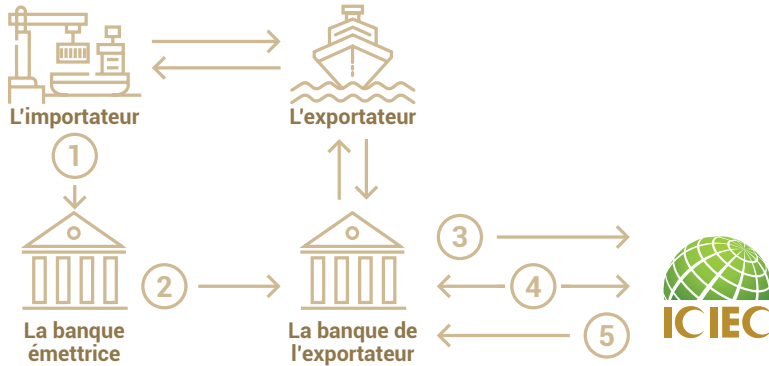 L'importateur
L'exportateur
1
2
3
4
5
La banque
émettrice
La banque de
l'exportateur
ICIEC